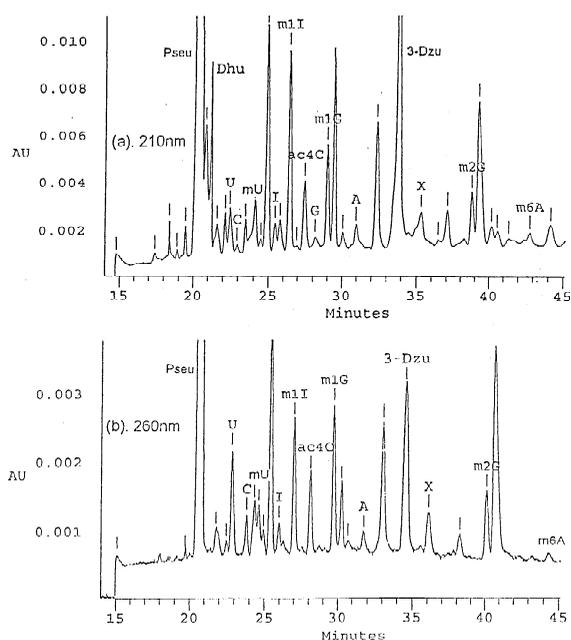 0.010
0.008
0.006
0.004
0.002
AU
(a). 210nm
Pseu
Dhu
U
C
mU
m1I
I
ac4C
G
m1G
A
3-Dzu
X
m2G
m6A
15 20 25 30 35 40 45
Minutes
0.003
0.002
0.001
AU
(b). 260nm
Pseu
U
C
mU
I
m1I
ac4C
m1G
A
3-Dzu
X
m2G
m6A
15 20 25 30 35 40 45
Minutes